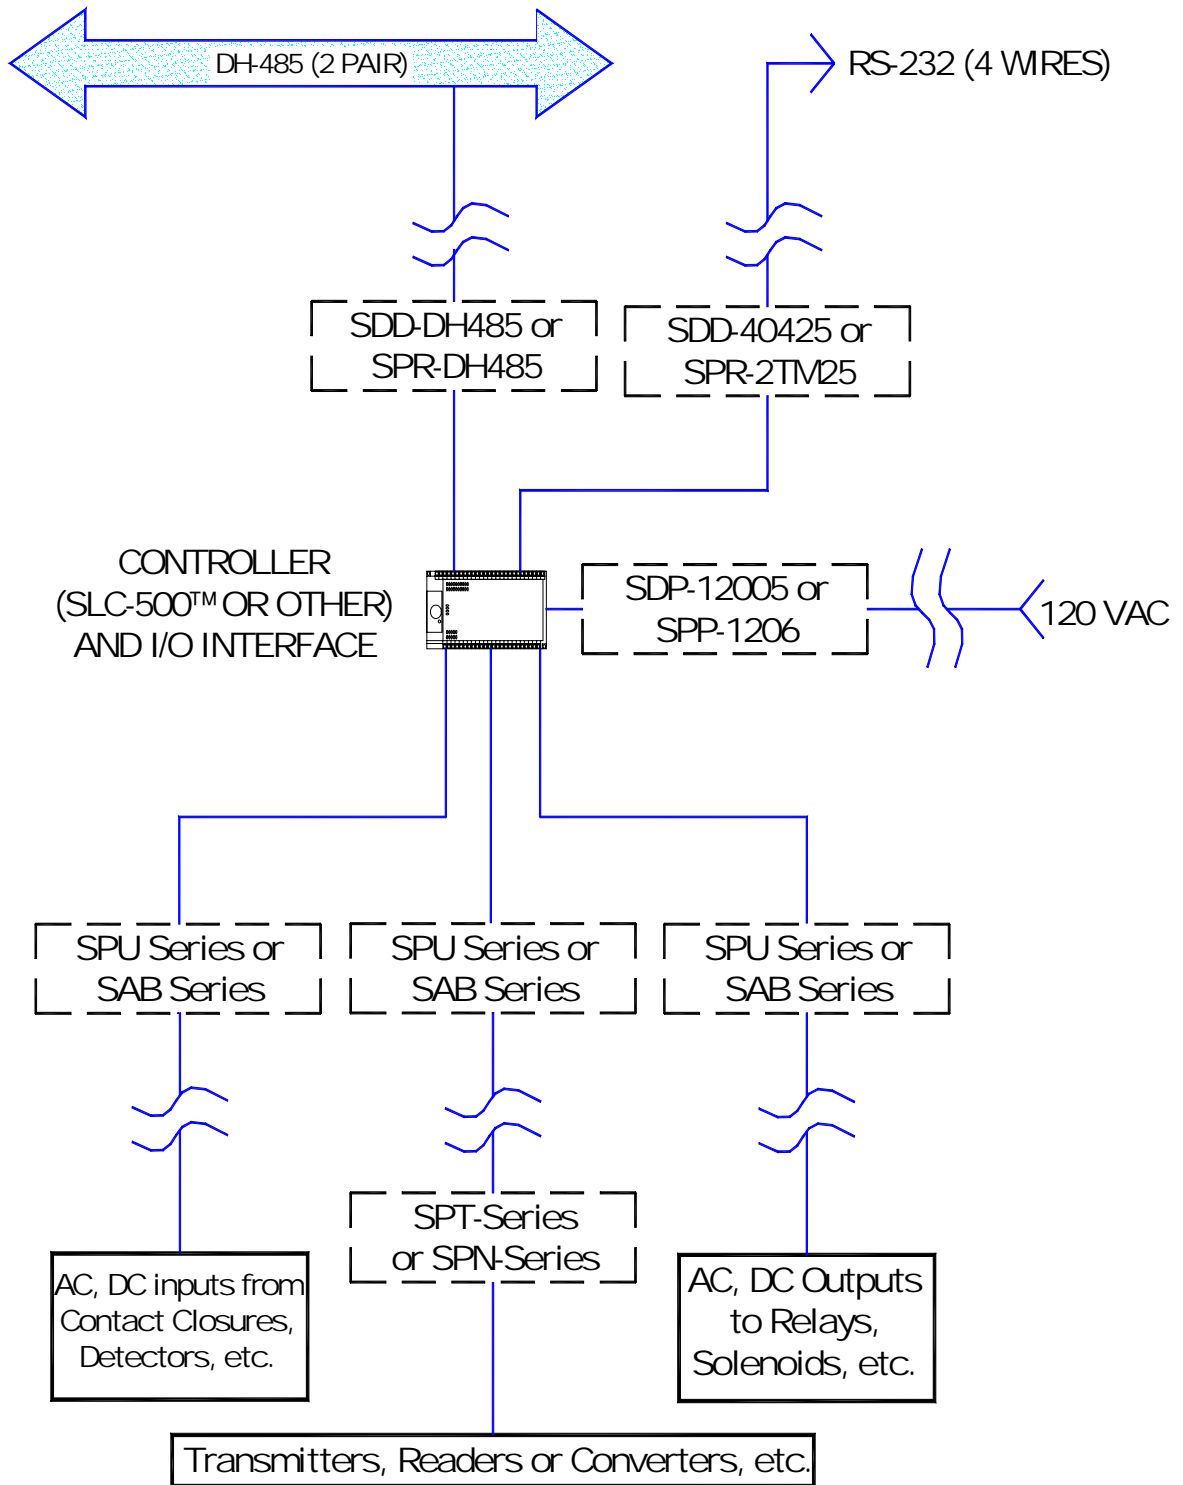 DH-485 (2 PAIR)
RS-232 (4 WIRES)
SDD-DH485 or
SPR-DH485
SDD-40425 or
SPR-2TM25
CONTROLLER
(SLC-500™ OR OTHER)
AND I/O INTERFACE
SDP-12005 or
SPP-1206
120 VAC
SPU Series or
SAB Series
SPU Series or
SAB Series
SPU Series or
SAB Series
SPT-Series
or SPN-Series
AC, DC inputs from
Contact Closures,
Detectors, etc.
AC, DC Outputs
to Relays,
Solenoids, etc.
Transmitters, Readers or Converters, etc.